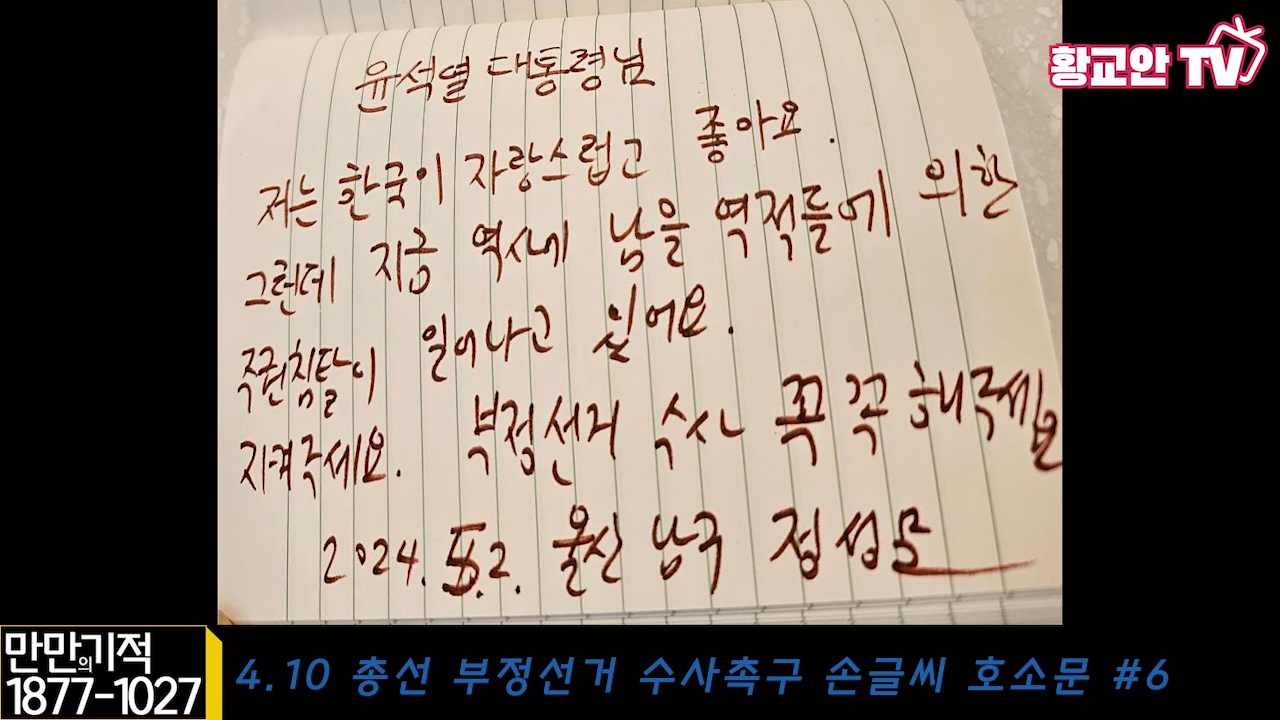 황교안 TV
윤석열 대통령님
저는 한국이 자랑스럽고 좋아요.
그런데 지금 역사에 남을 역적들에 의한
주권침탈이 일어나고 있어요.
지켜주세요. 부정선거 수사 꼭 꼭 해주세요
2024. 5.2. 울산 남구 정성
만만의기적
1877-1027
4.10 총선 부정선거 수사촉구 손글씨 호소문 #6